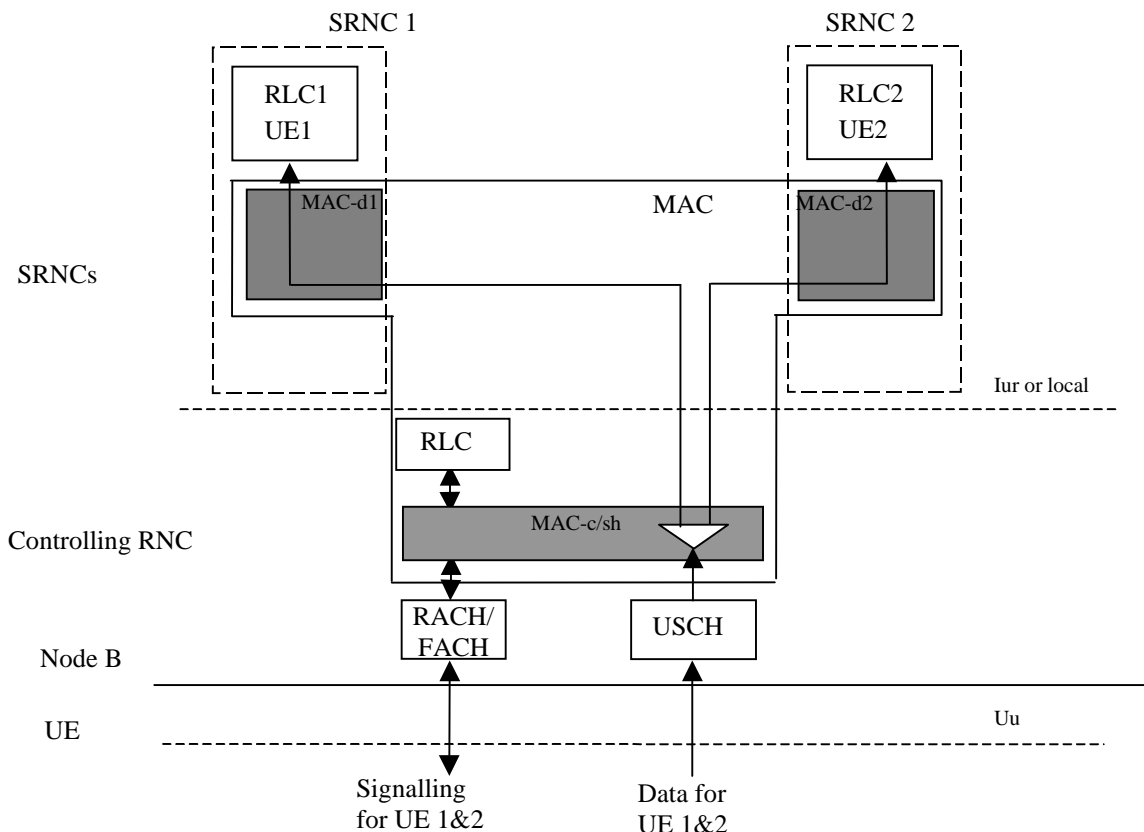 SRNC 1
SRNC 2
RLC1
UE1
RLC2
UE2
MAC-d1
MAC
MAC-d2
SRNCs
Iur or local
RLC
MAC-c/sh
Controlling RNC
RACH/
FACH
USCH
Node B
UE
Uu
Signalling
for UE 1&2
Data for
UE 1&2